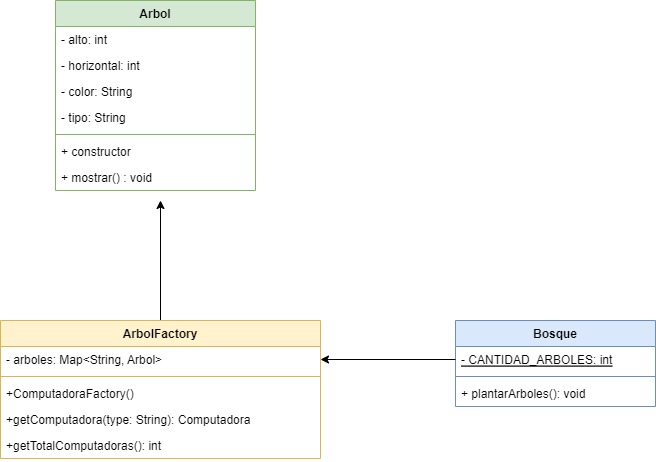 Arbol
- alto: int
- horizontal: int
- color: String
- tipo: String
+ constructor
+ mostrar() : void
ArbolFactory
- arboles: Map<String, Arbol>
+ComputadoraFactory()
+getComputadora(type: String): Computadora
+getTotalComputadoras(): int
Bosque
- CANTIDAD_ARBOLES: int
+ plantarArboles(): void